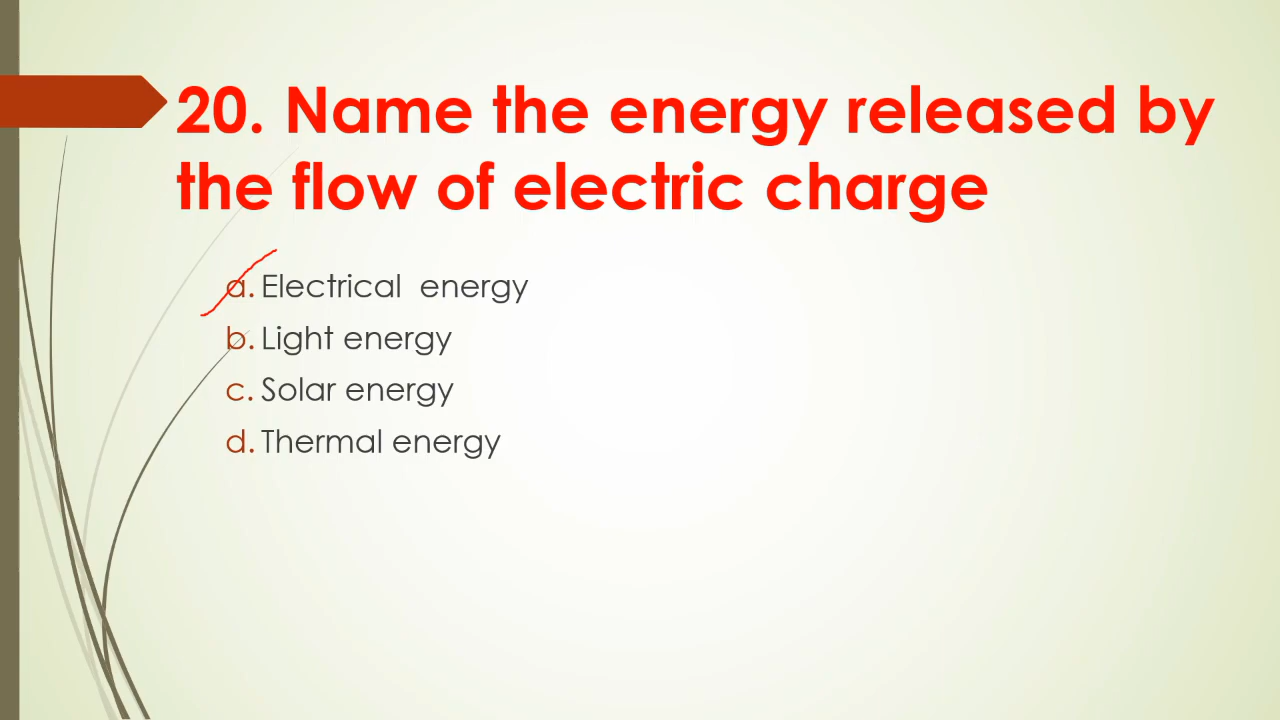 20. Name the energy released by
the flow of electric charge
a. Electrical energy
b. Light energy
c. Solar energy
d. Thermal energy